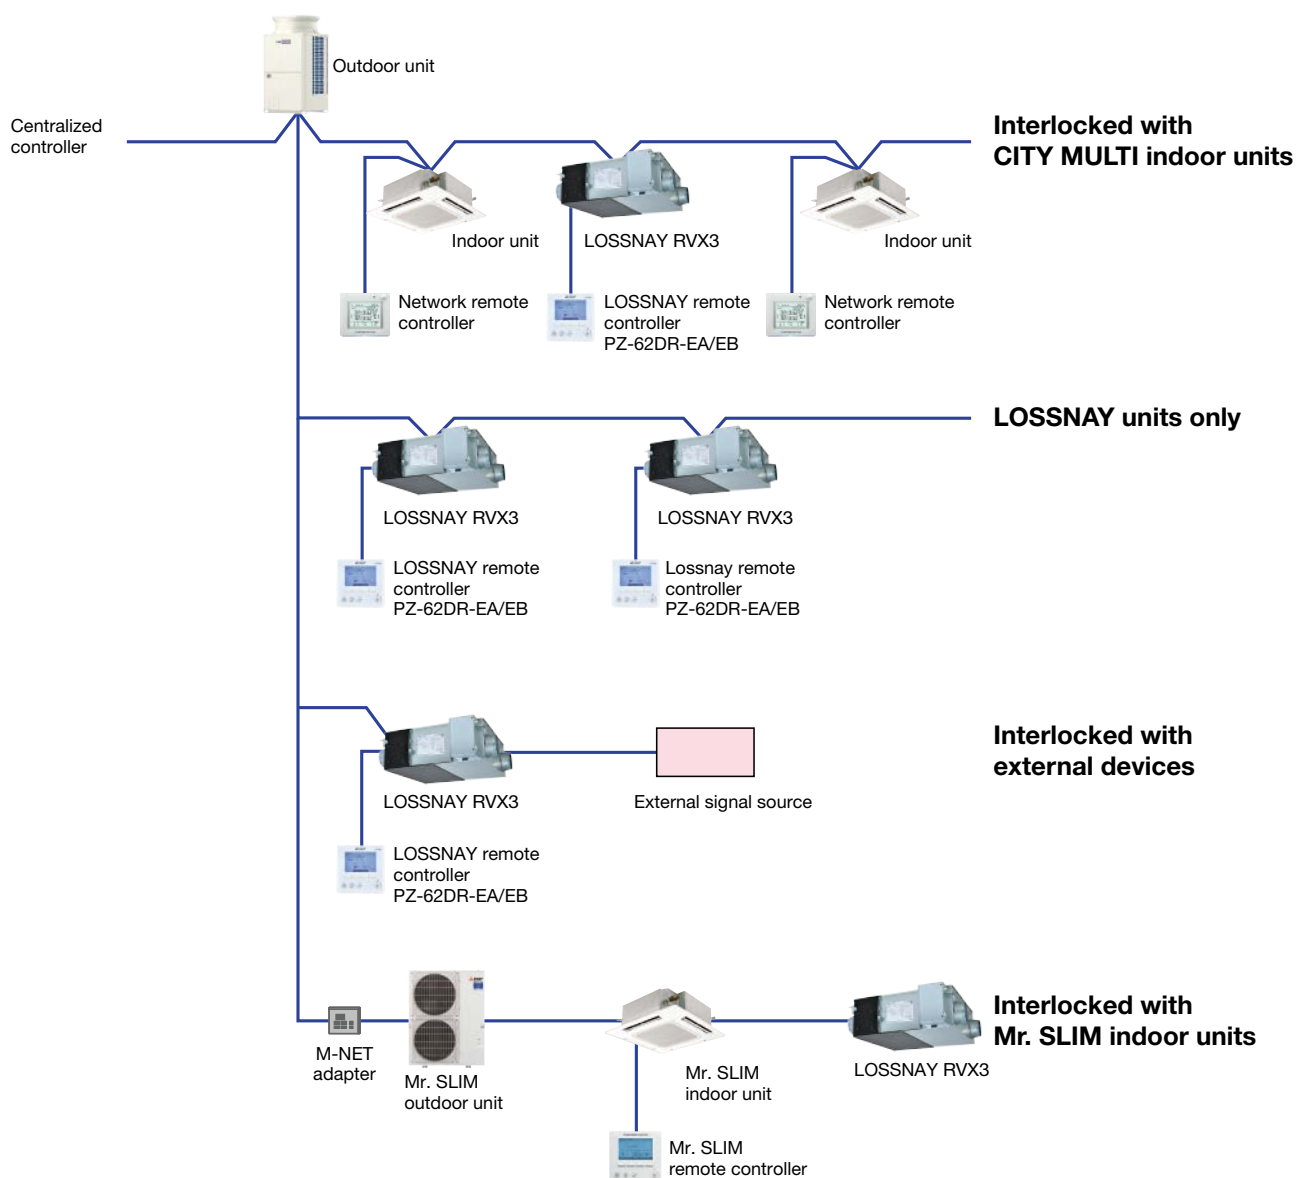 Outdoor unit
Centralized
controller
Interlocked with
CITY MULTI indoor units
Indoor unit
LOSSNAY RVX3
Indoor unit
Network remote
controller
LOSSNAY remote
controller
PZ-62DR-EA/EB
Network remote
controller
LOSSNAY units only
LOSSNAY RVX3
LOSSNAY RVX3
LOSSNAY remote
controller
PZ-62DR-EA/EB
Lossnay remote
controller
PZ-62DR-EA/EB
Interlocked with
external devices
LOSSNAY RVX3
External signal source
LOSSNAY remote
controller
PZ-62DR-EA/EB
Interlocked with
Mr. SLIM indoor units
M-NET
adapter
Mr. SLIM
outdoor unit
Mr. SLIM
indoor unit
LOSSNAY RVX3
Mr. SLIM
remote controller